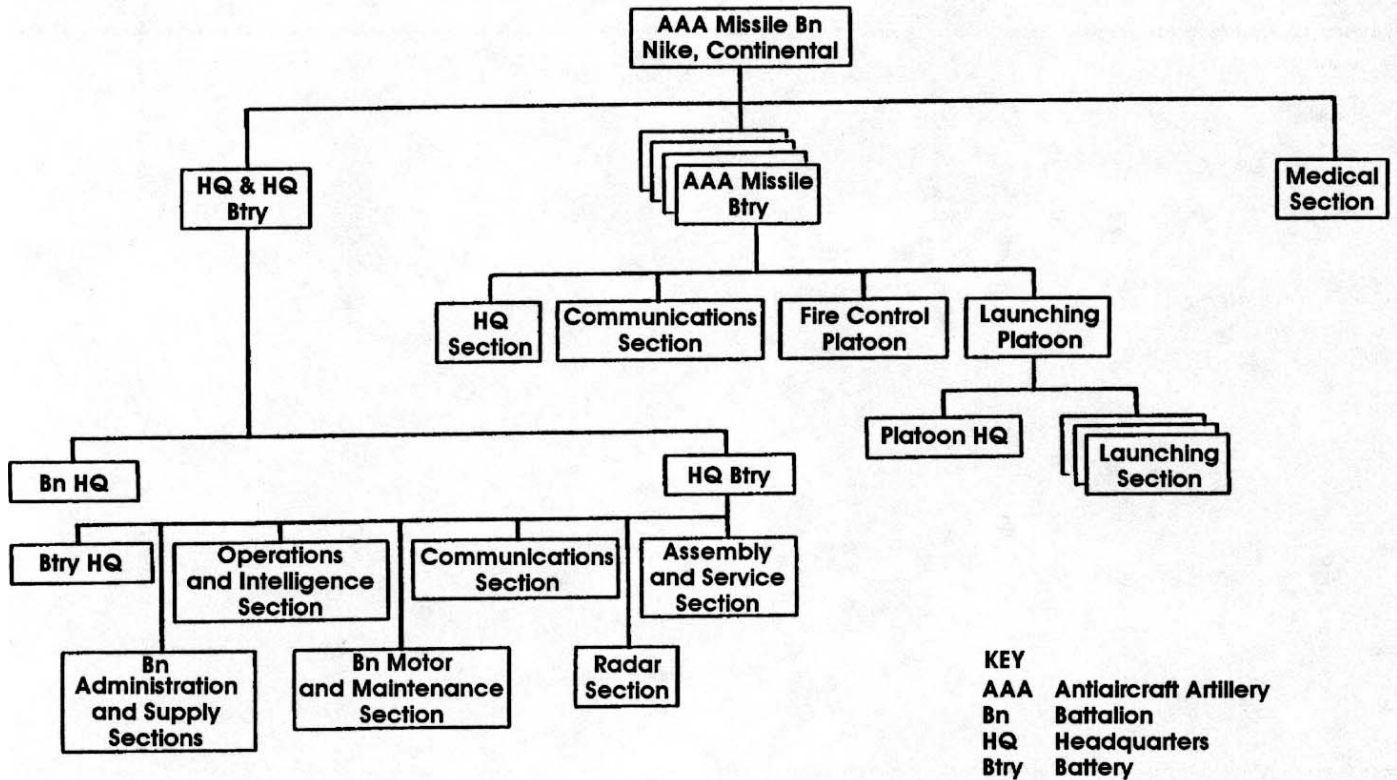 AAA Missile Bn
Nike, Continental
HQ & HQ
Btry
AAA Missile
Btry
Medical
Section
HQ
Section
Communications
Section
Fire Control
Platoon
Launching
Platoon
Platoon HQ
Launching
Section
Bn HQ
HQ Btry
Btry HQ
Operations
and Intelligence
Section
Communications
Section
Assembly
and Service
Section
Bn
Administration
and Supply
Sections
Bn Motor
and Maintenance
Section
Radar
Section
KEY
AAA Antiaircraft Artillery
Bn Battalion
HQ Headquarters
Btry Battery